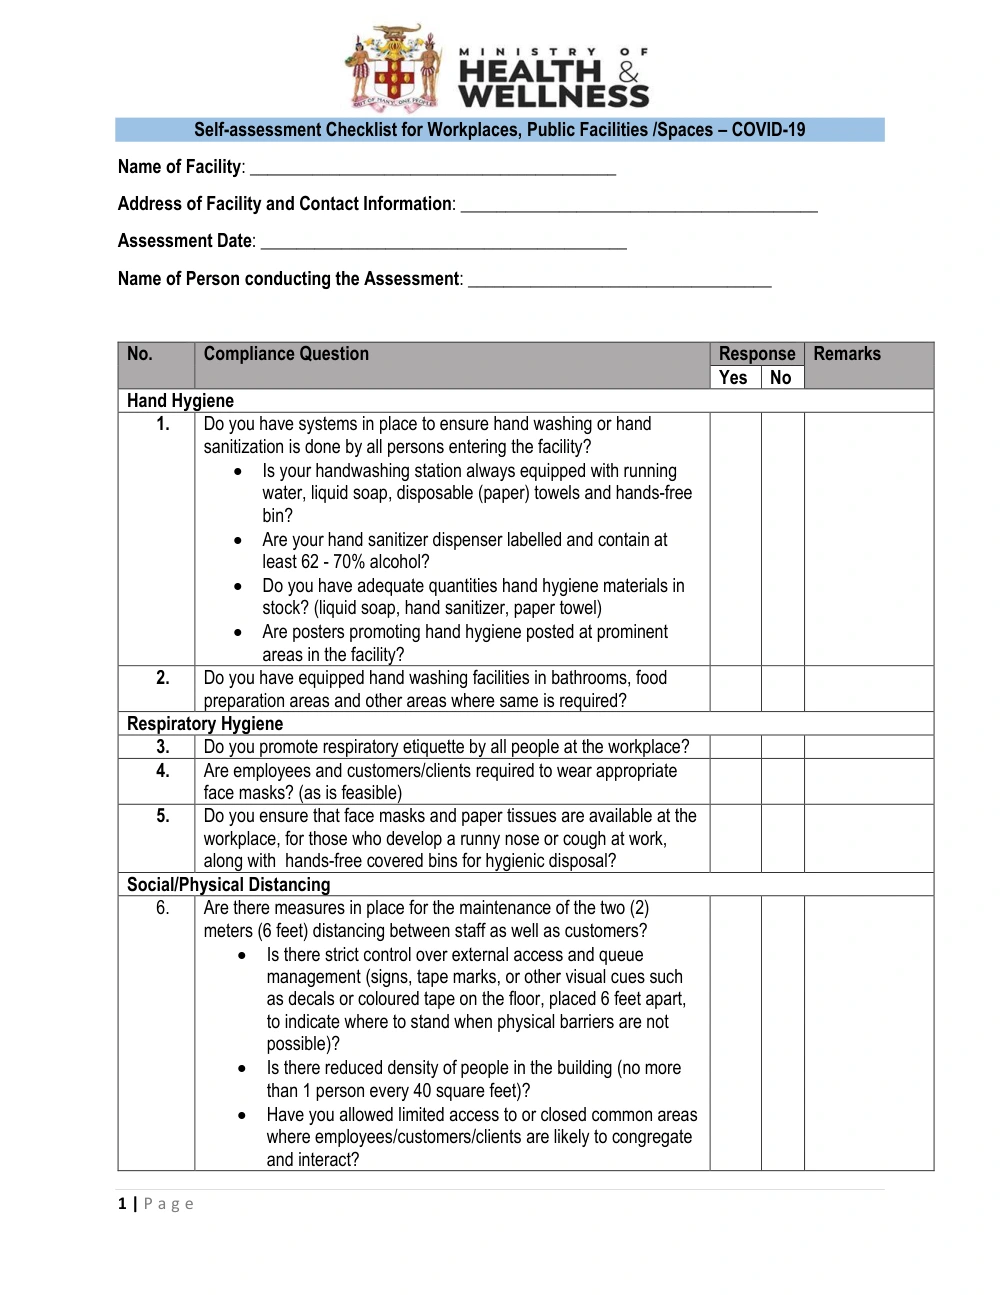 OUT OF MANY, ONE PEOPLE
MINISTRY OF
HEALTH &
WELLNESS
Self-assessment Checklist for Workplaces, Public Facilities /Spaces – COVID-19
Name of Facility: ______________________________________
Address of Facility and Contact Information: _____________________________________
Assessment Date: ______________________________________
Name of Person conducting the Assessment: ________________________________
No. Compliance Question Response Remarks
Yes No
Hand Hygiene
1. Do you have systems in place to ensure hand washing or hand
sanitization is done by all persons entering the facility?
• Is your handwashing station always equipped with running
water, liquid soap, disposable (paper) towels and hands-free
bin?
• Are your hand sanitizer dispenser labelled and contain at
least 62 - 70% alcohol?
• Do you have adequate quantities hand hygiene materials in
stock? (liquid soap, hand sanitizer, paper towel)
• Are posters promoting hand hygiene posted at prominent
areas in the facility?
2. Do you have equipped hand washing facilities in bathrooms, food
preparation areas and other areas where same is required?
Respiratory Hygiene
3. Do you promote respiratory etiquette by all people at the workplace?
4. Are employees and customers/clients required to wear appropriate
face masks? (as is feasible)
5. Do you ensure that face masks and paper tissues are available at the
workplace, for those who develop a runny nose or cough at work,
along with  hands-free covered bins for hygienic disposal?
Social/Physical Distancing
6. Are there measures in place for the maintenance of the two (2)
meters (6 feet) distancing between staff as well as customers?
• Is there strict control over external access and queue
management (signs, tape marks, or other visual cues such
as decals or coloured tape on the floor, placed 6 feet apart,
to indicate where to stand when physical barriers are not
possible)?
• Is there reduced density of people in the building (no more
than 1 person every 40 square feet)?
• Have you allowed limited access to or closed common areas
where employees/customers/clients are likely to congregate
and interact?
1 | Page